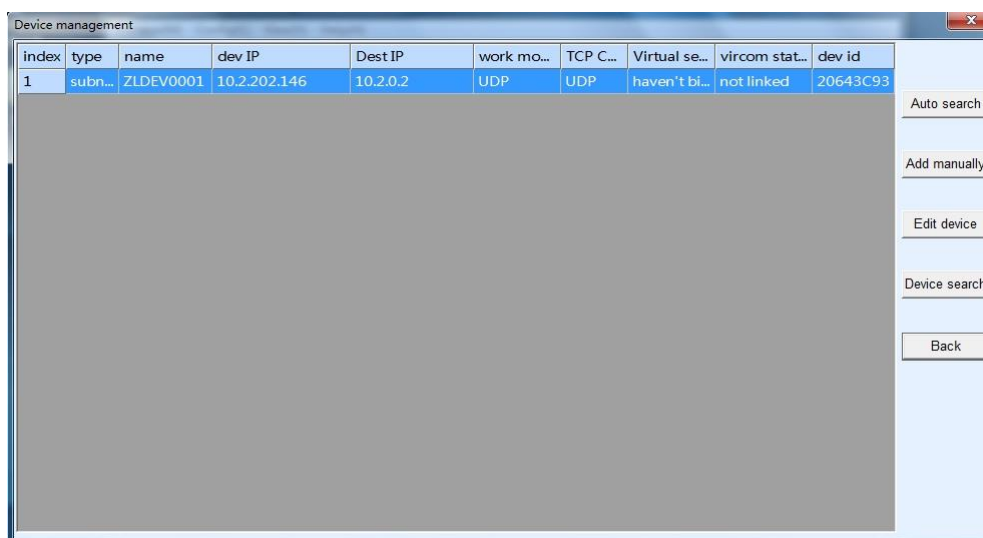 Device management
index type name dev IP Dest IP work mo... TCP C... Virtual se... vircom stat... dev id
1 subn... ZLDEV0001 10.2.202.146 10.2.0.2 UDP UDP haven't bi... not linked 20643C93
Auto search
Add manually
Edit device
Device search
Back